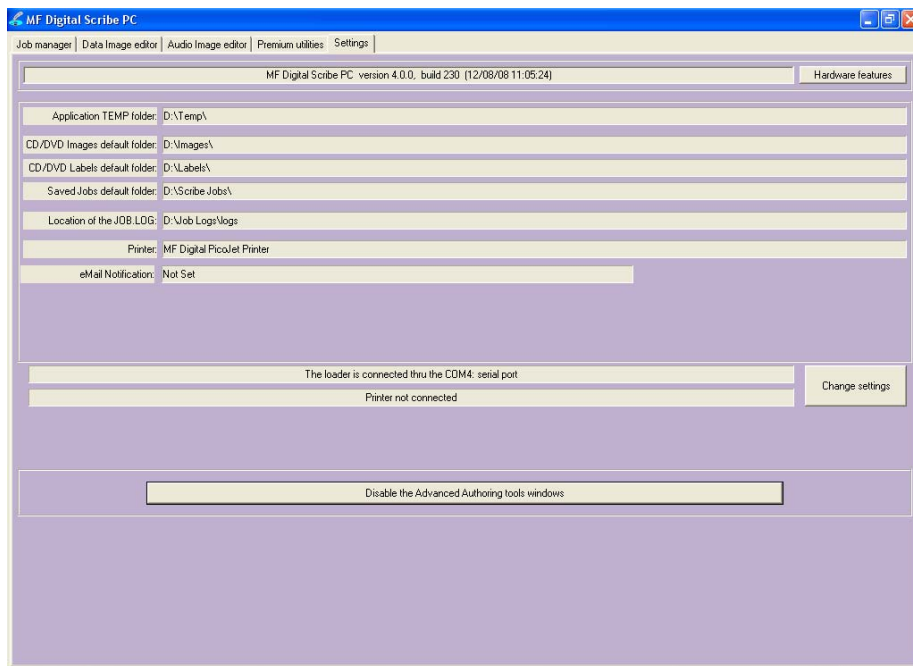 MF Digital Scribe PC
Job manager Data Image editor Audio Image editor Premium utilities Settings
MF Digital Scribe PC version 4.0.0, build 230 (12/08/08 11:05:24) Hardware features
Application TEMP folder: D:\Temp\
CD/DVD Images default folder: D:\Images\
CD/DVD Labels default folder: D:\Labels\
Saved Jobs default folder: D:\Scribe Jobs\
Location of the JOB.LOG: D:\Job Logs\logs
Printer: MF Digital PicoJet Printer
eMail Notification: Not Set
The loader is connected thru the COM4: serial port
Change settings
Printer not connected
Disable the Advanced Authoring tools windows